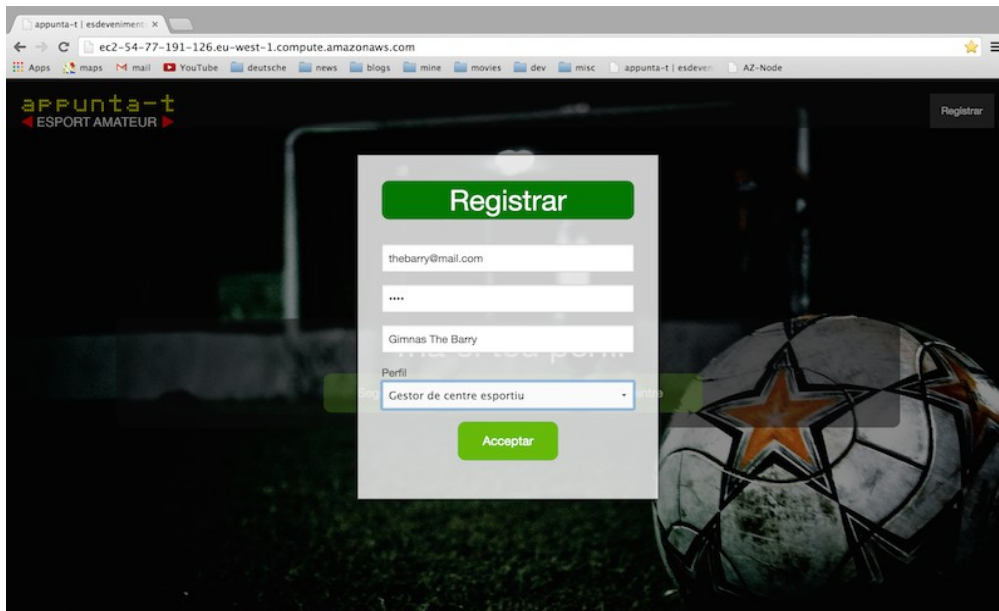 appunta-t | esdeveniment
ec2-54-77-191-126.eu-west-1.compute.amazonaws.com
Apps maps mail YouTube deutsche news blogs mine movies dev misc appunta-t | esdeven AZ-Node
appunta-t
ESPORT AMATEUR
Registrar
Registrar
thebarry@mail.com
••••
Gimnas The Barry
Perfil
Gestor de centre esportiu
Acceptar